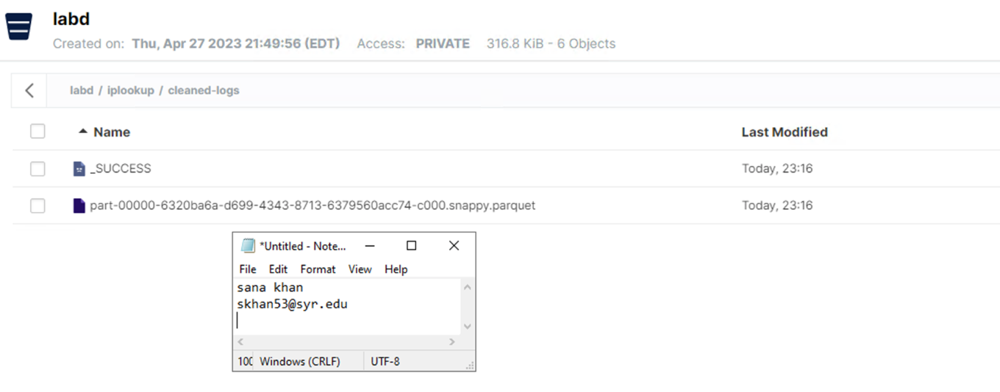 labd
Created on: Thu, Apr 27 2023 21:49:56 (EDT) Access: PRIVATE 316.8 KiB - 6 Objects
labd / iplookup / cleaned-logs
Name Last Modified
_SUCCESS Today, 23:16
part-00000-6320ba6a-d699-4343-8713-6379560acc74-c000.snappy.parquet Today, 23:16
*Untitled - Note...
File Edit Format View Help
sana khan
skhan53@syr.edu
100 Windows (CRLF) UTF-8